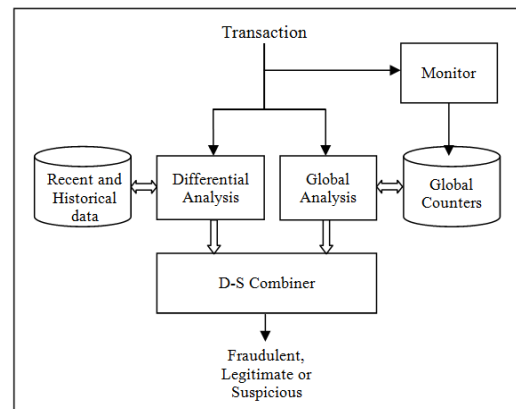 Transaction
Monitor
Recent and
Historical
data
Differential
Analysis
Global
Analysis
Global
Counters
D-S Combiner
Fraudulent,
Legitimate or
Suspicious